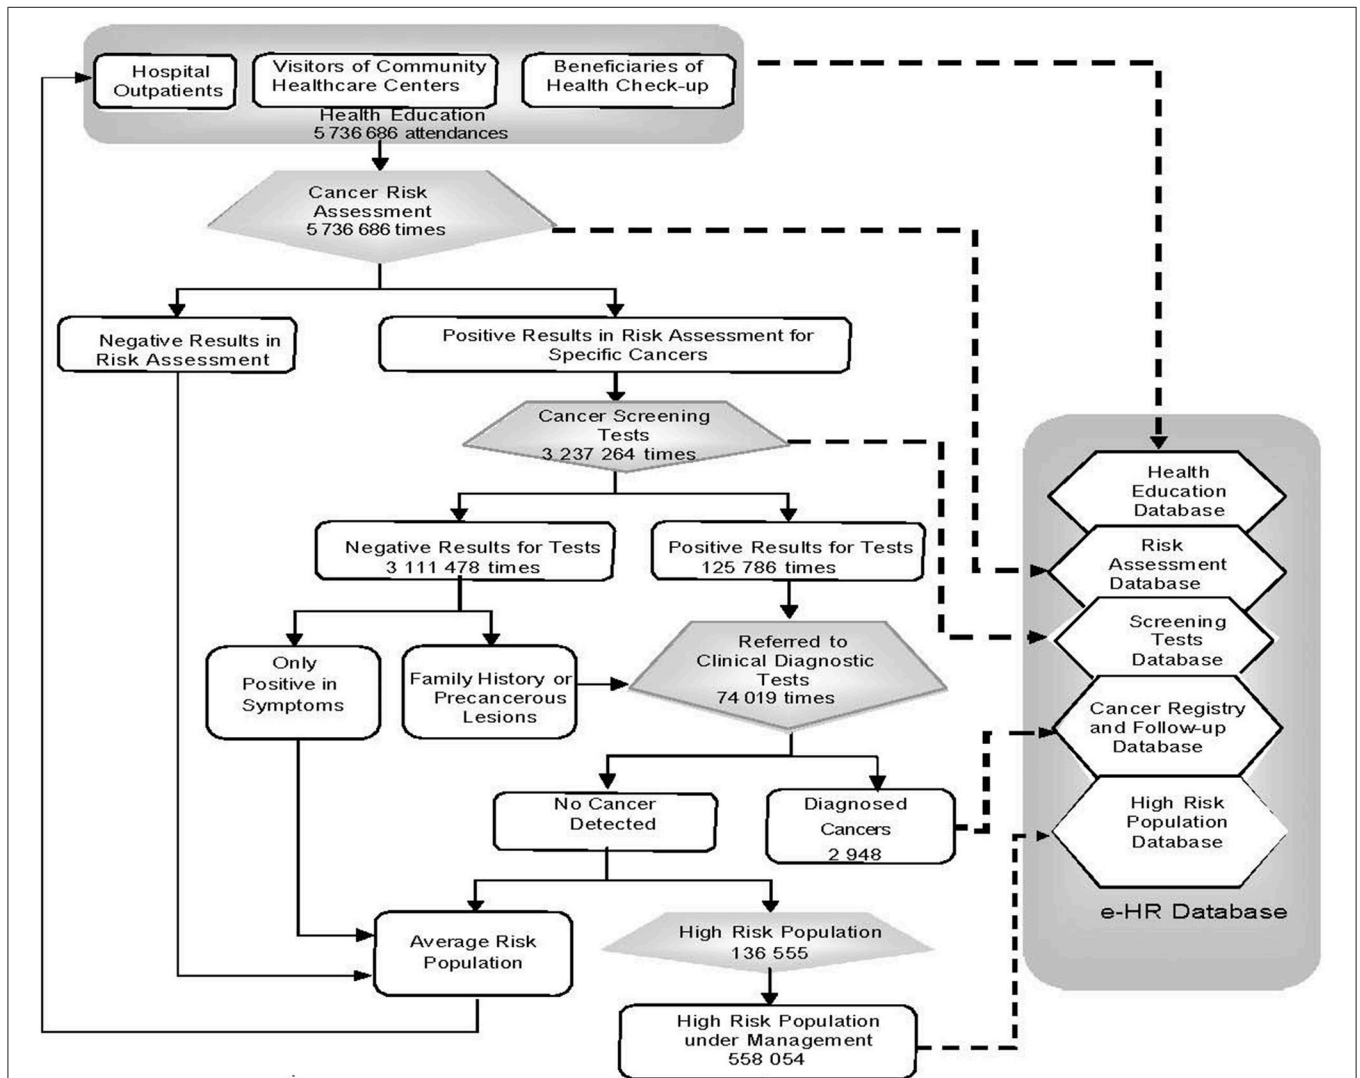 Hospital
Outpatients
Visitors of Community
Healthcare Centers
Beneficiaries of
Health Check-up
Health Education
5 736 686 attendances
Cancer Risk
Assessment
5 736 686 times
Negative Results in
Risk Assessment
Positive Results in Risk Assessment for
Specific Cancers
Cancer Screening
Tests
3 237 264 times
Negative Results for Tests
3 111 478 times
Positive Results for Tests
125 786 times
Only
Positive in
Symptoms
Family History or
Precancerous
Lesions
Referred to
Clinical Diagnostic
Tests
74 019 times
No Cancer
Detected
Diagnosed
Cancers
2 948
Average Risk
Population
High Risk Population
136 555
High Risk Population
under Management
558 054
Health
Education
Database
Risk
Assessment
Database
Screening
Tests
Database
Cancer Registry
and Follow-up
Database
High Risk
Population
Database
e-HR Database